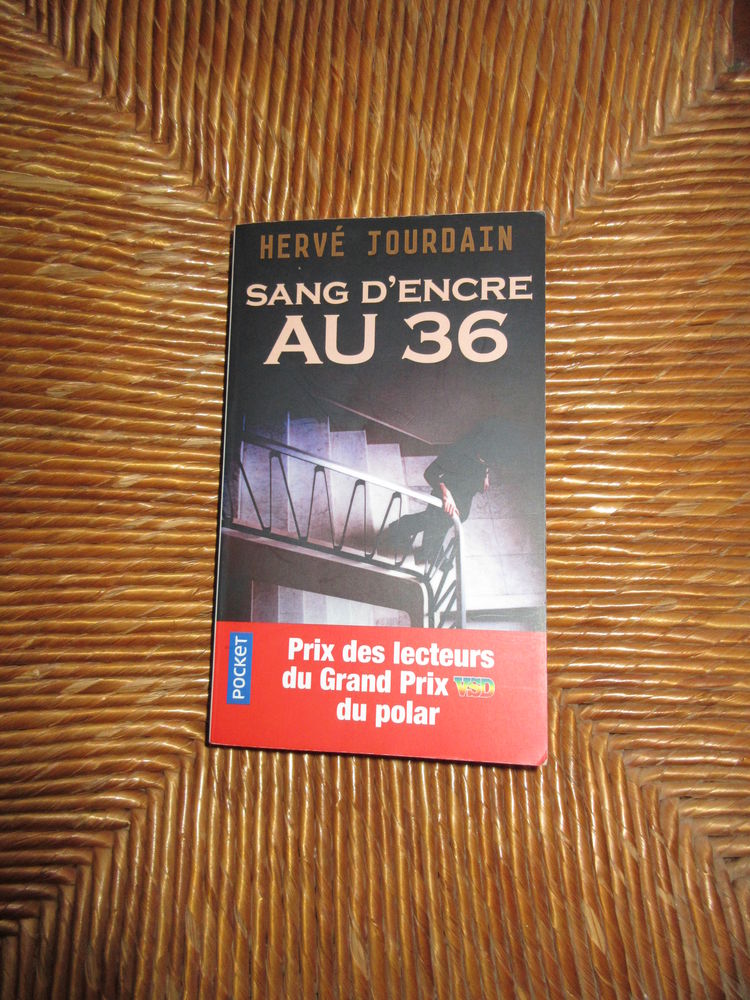 HERVÉ JOURDAIN
SANG D'ENCRE
AU 36
POCKET
Prix des lecteurs
du Grand Prix VSD
du polar